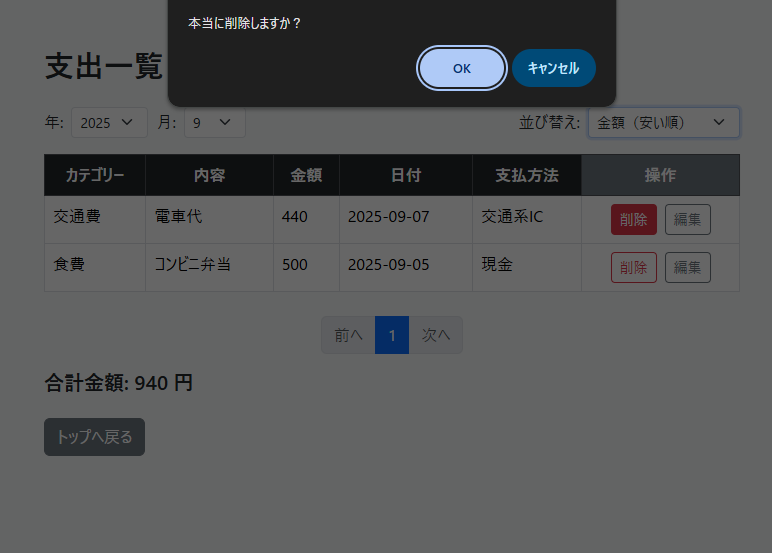 本当に削除しますか？
OK キャンセル
支出一覧
年: 2025 月: 9 並び替え: 金額（安い順）
カテゴリー 内容 金額 日付 支払方法 操作
交通費 電車代 440 2025-09-07 交通系IC 削除 編集
食費 コンビニ弁当 500 2025-09-05 現金 削除 編集
前へ 1 次へ
合計金額: 940 円
トップへ戻る